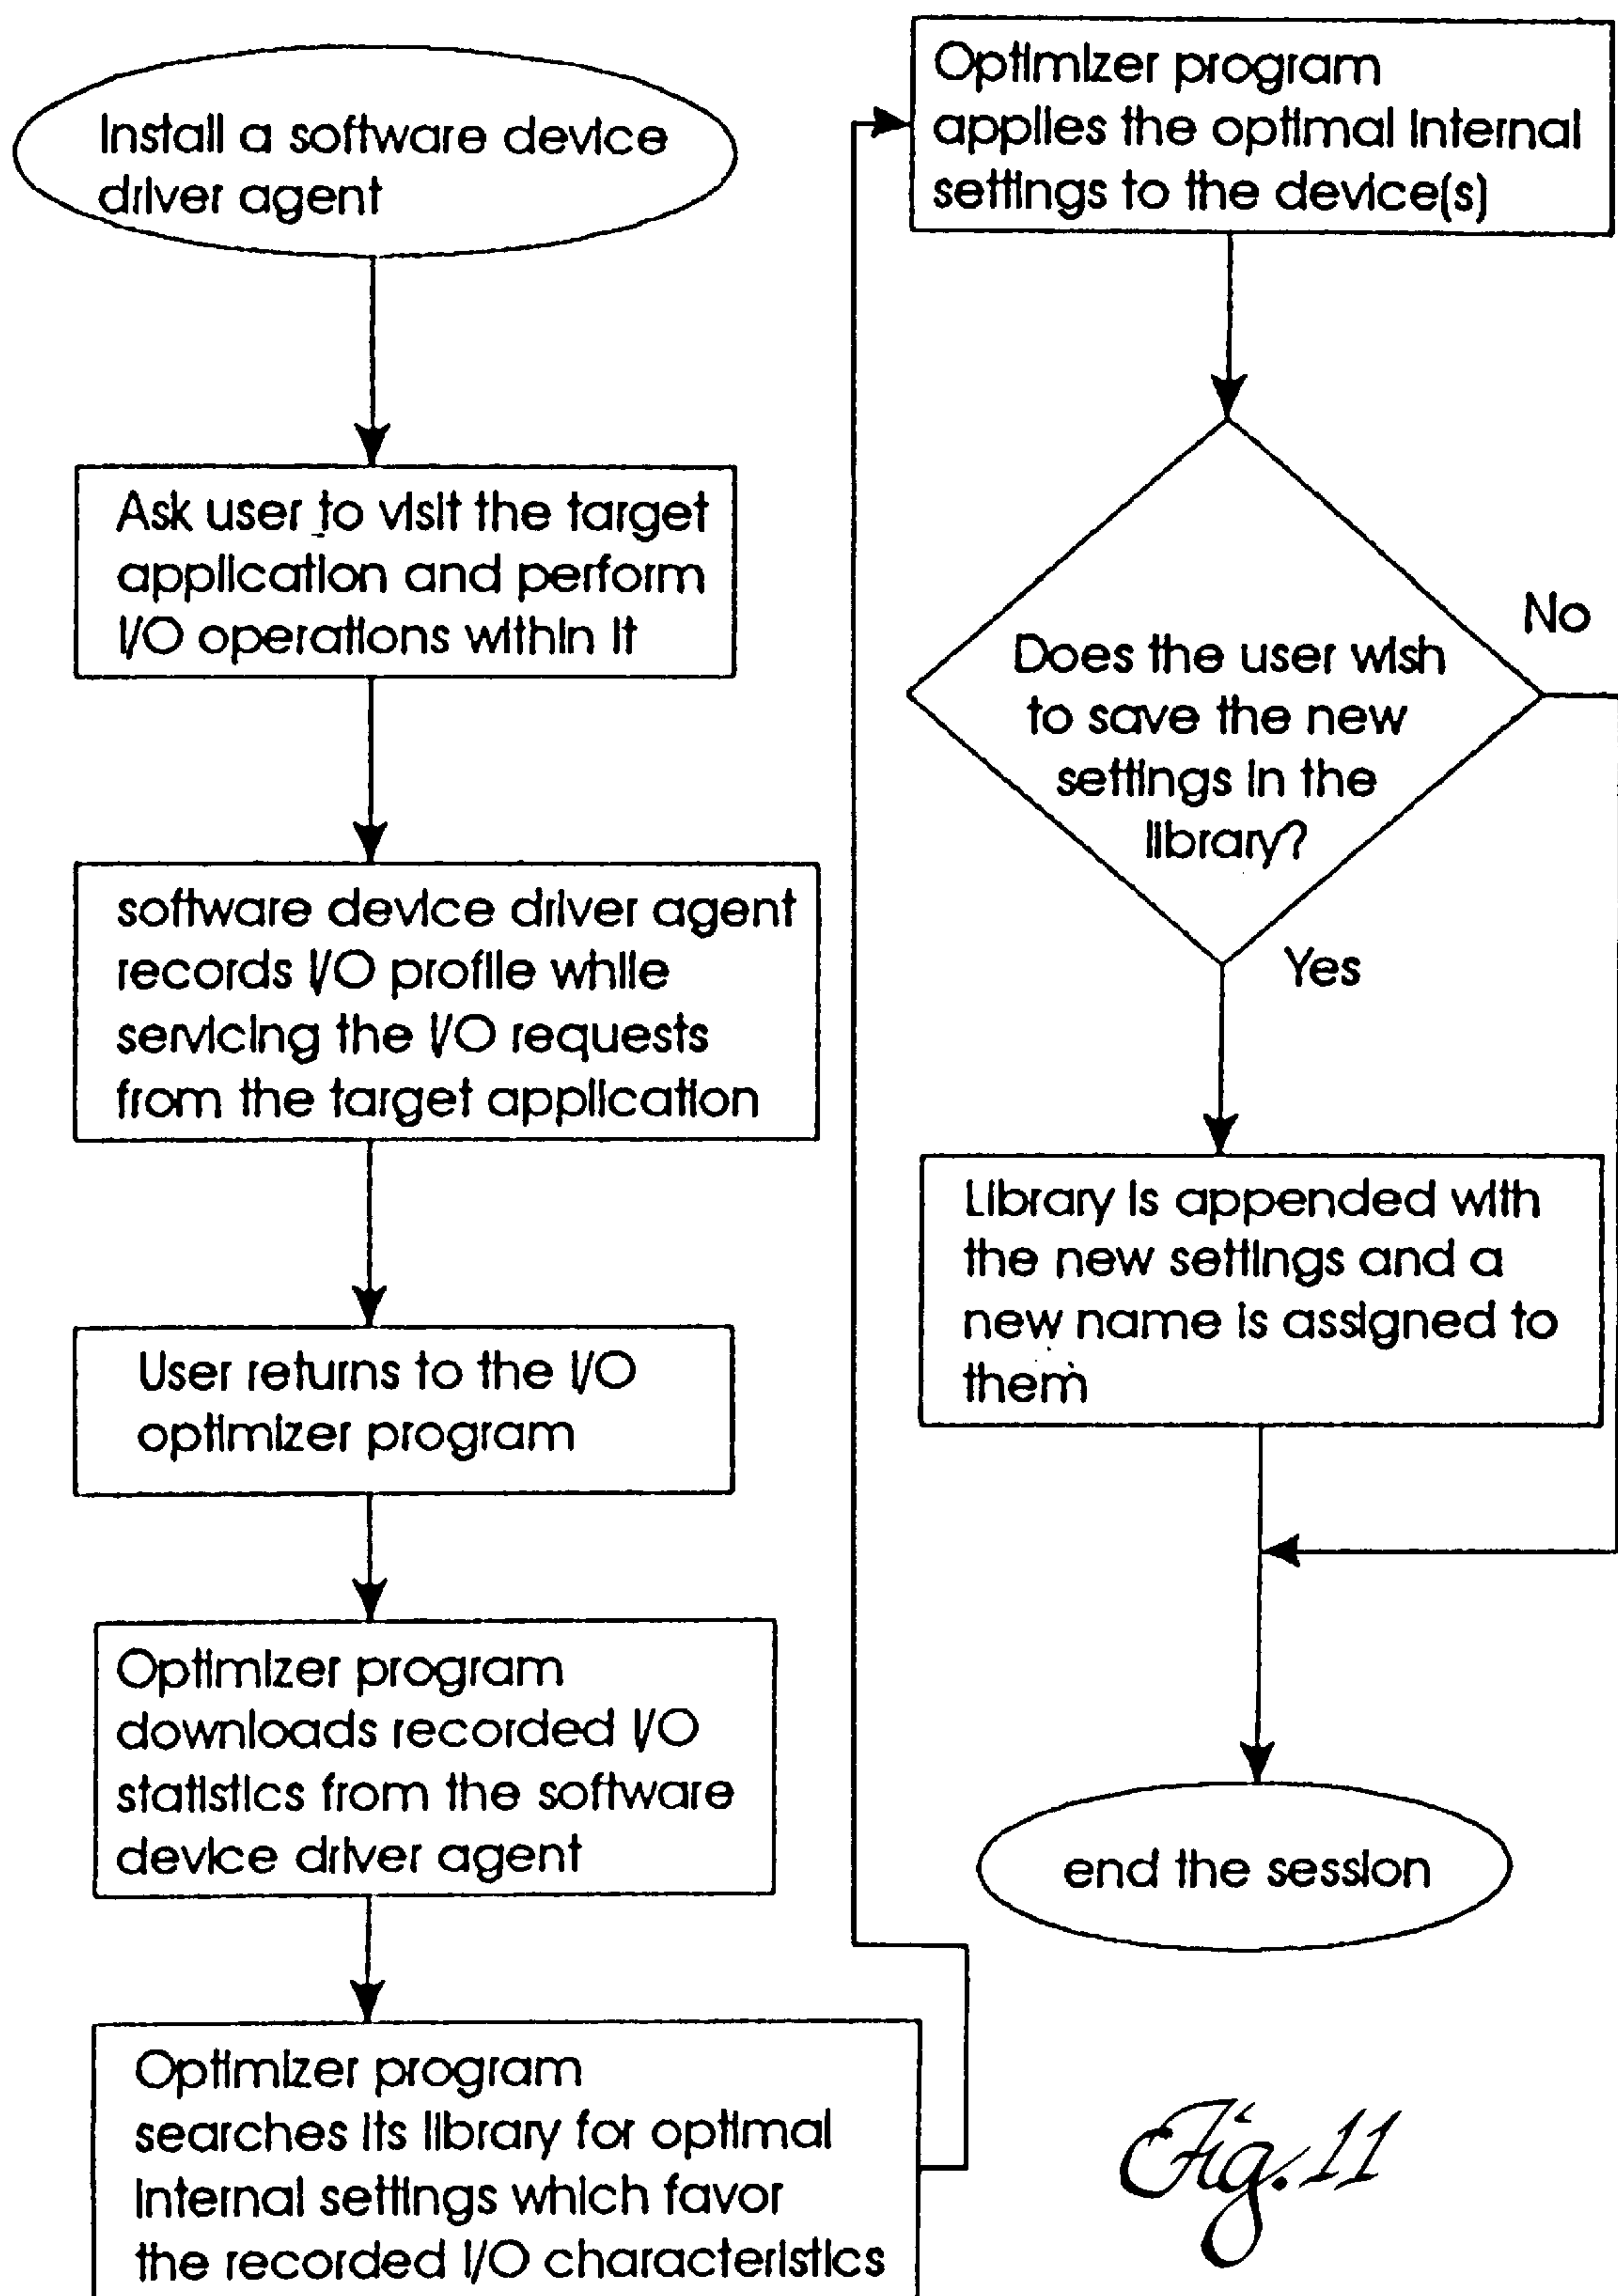 Install a software device
driver agent
Ask user to visit the target
application and perform
I/O operations within it
software device driver agent
records I/O profile while
servicing the I/O requests
from the target application
User returns to the I/O
optimizer program
Optimizer program
downloads recorded I/O
statistics from the software
device driver agent
Optimizer program
searches its library for optimal
internal settings which favor
the recorded I/O characteristics
Optimizer program
applies the optimal internal
settings to the device(s)
Does the user wish
to save the new
settings in the
library?
No
Yes
Library is appended with
the new settings and a
new name is assigned to
them
end the session
Fig. 11